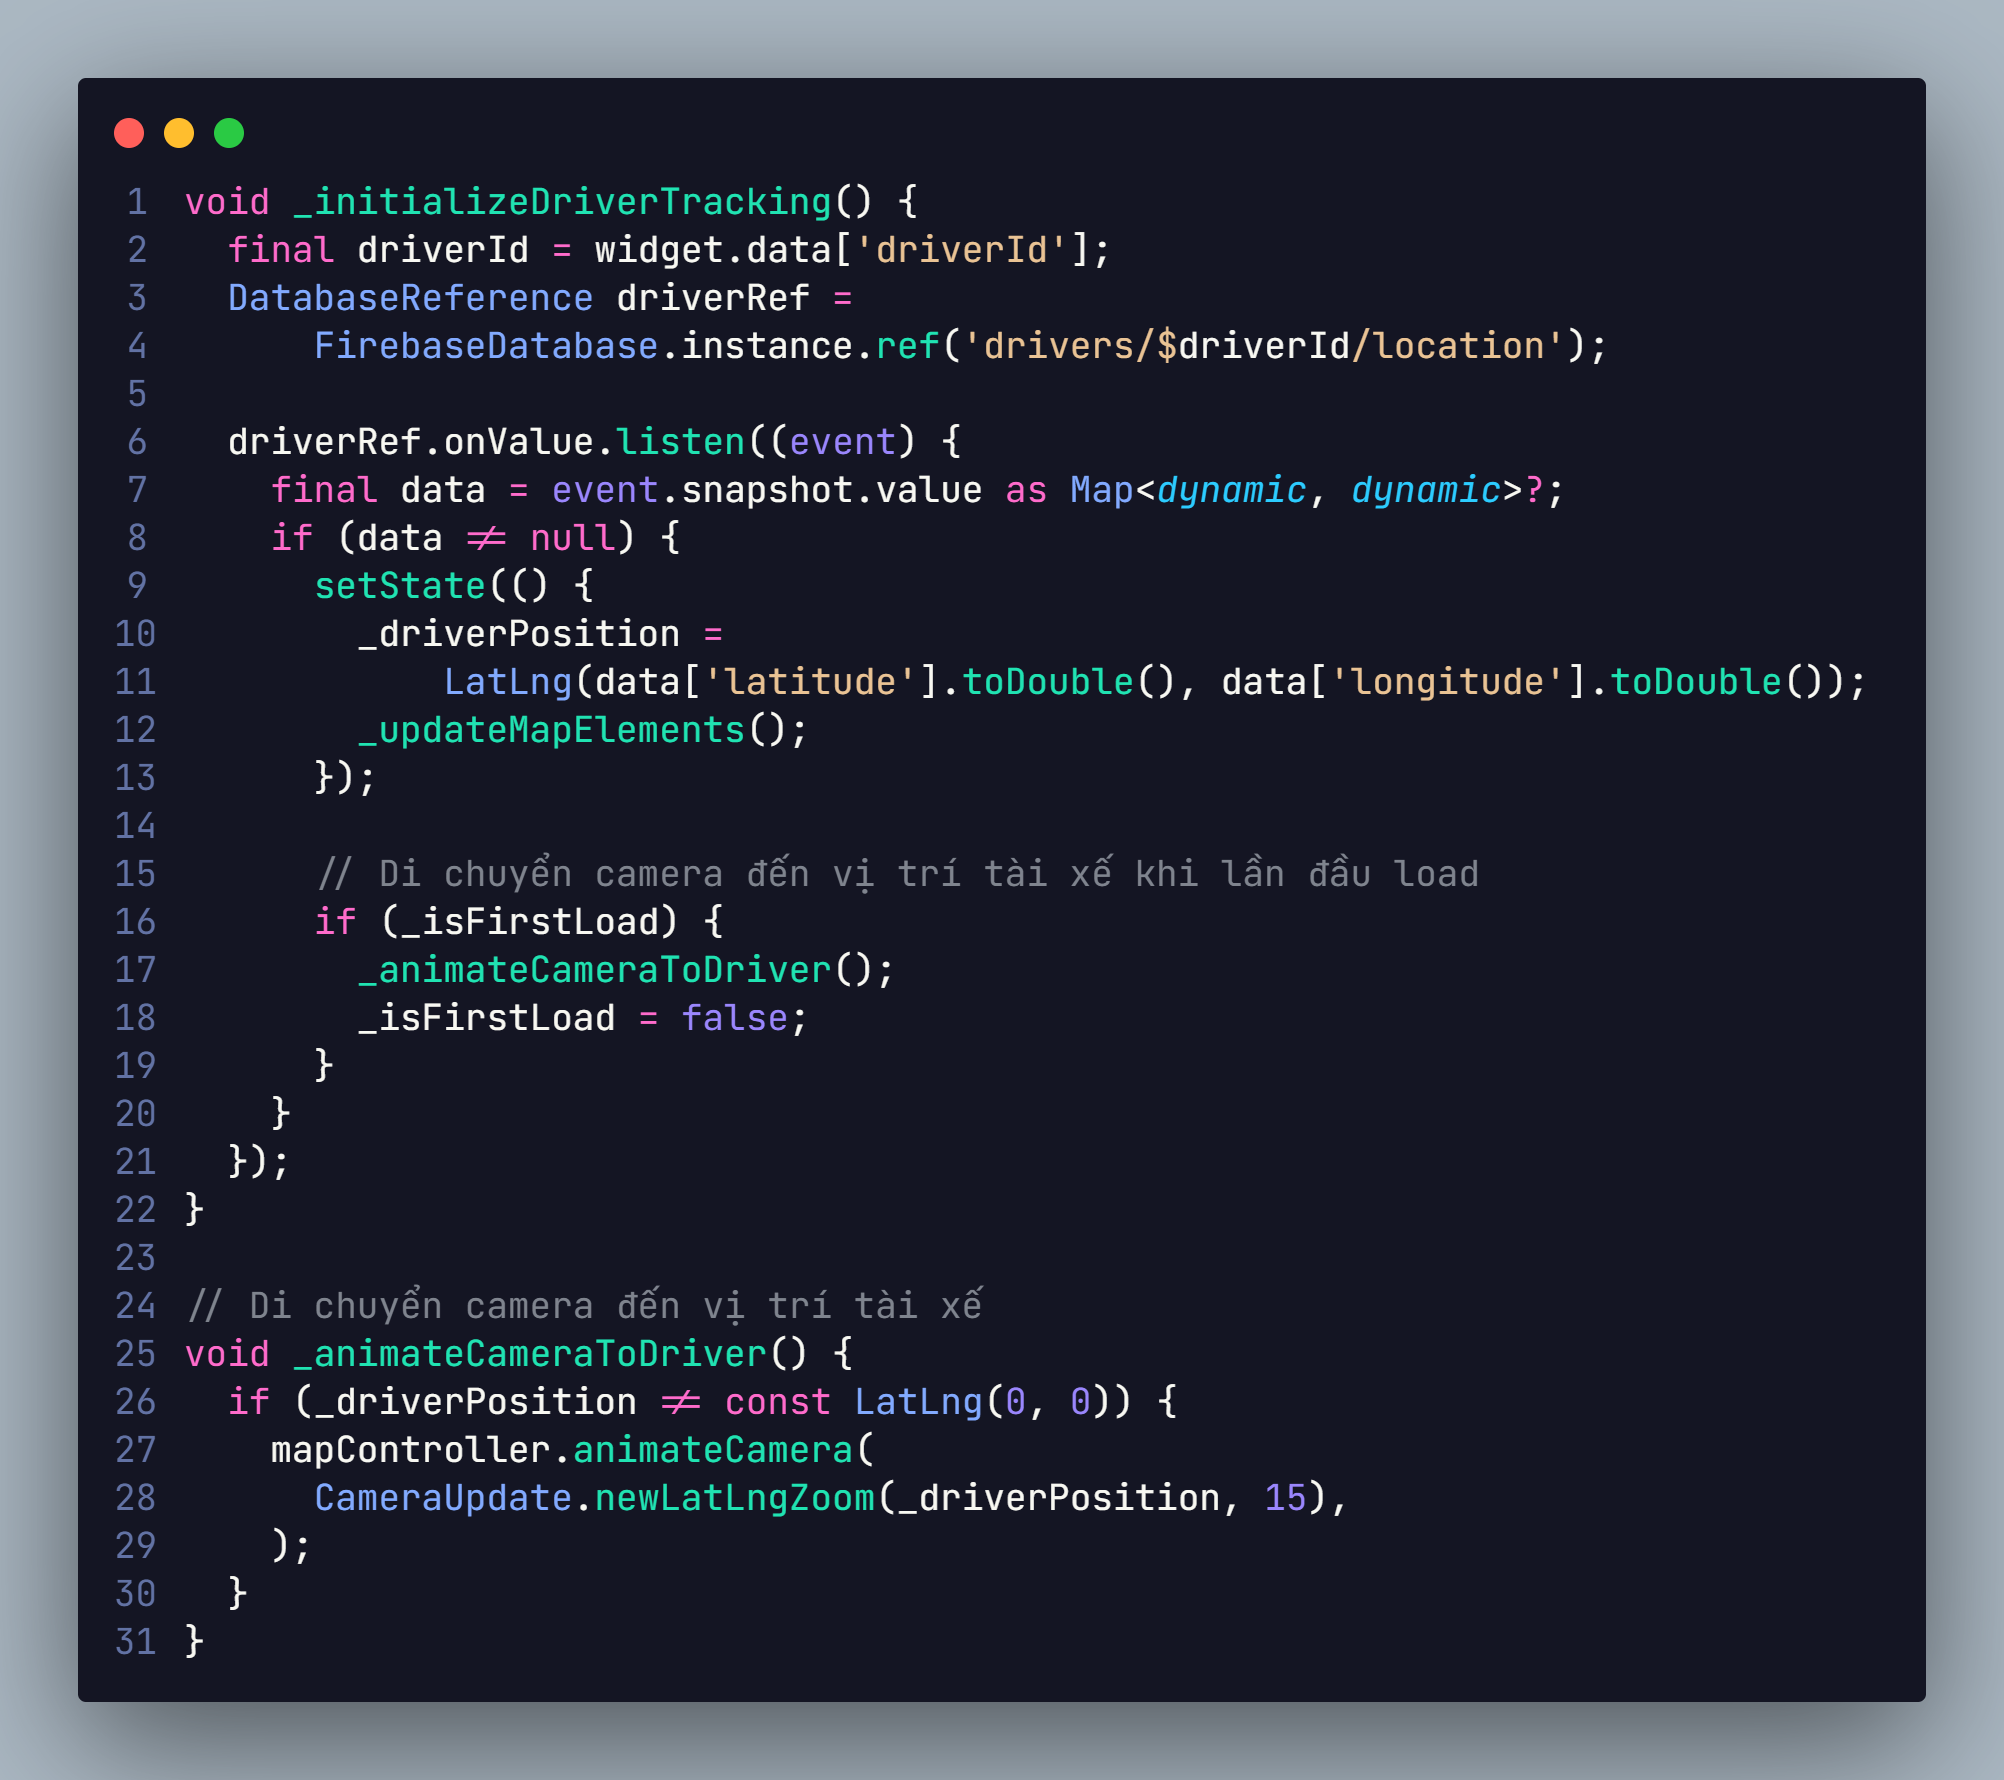 1 void _initializeDriverTracking() {
2   final driverId = widget.data['driverId'];
3   DatabaseReference driverRef =
4       FirebaseDatabase.instance.ref('drivers/$driverId/location');
5
6   driverRef.onValue.listen((event) {
7     final data = event.snapshot.value as Map<dynamic, dynamic>?;
8     if (data != null) {
9       setState(() {
10         _driverPosition =
11             LatLng(data['latitude'].toDouble(), data['longitude'].toDouble());
12         _updateMapElements();
13       });
14
15       // Di chuyển camera đến vị trí tài xế khi lần đầu load
16       if (_isFirstLoad) {
17         _animateCameraToDriver();
18         _isFirstLoad = false;
19       }
20     }
21   });
22 }
23
24 // Di chuyển camera đến vị trí tài xế
25 void _animateCameraToDriver() {
26   if (_driverPosition != const LatLng(0, 0)) {
27     mapController.animateCamera(
28       CameraUpdate.newLatLngZoom(_driverPosition, 15),
29     );
30   }
31 }